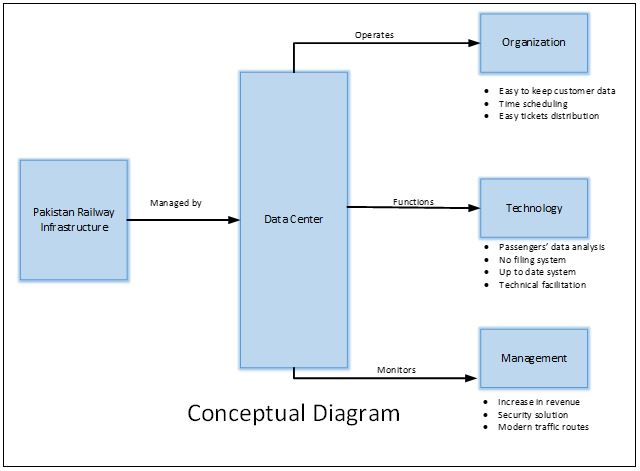 Operates
Organization
• Easy to keep customer data
• Time scheduling
• Easy tickets distribution
Pakistan Railway
Infrastructure
Managed by
Data Center
Functions
Technology
• Passengers' data analysis
• No filing system
• Up to date system
• Technical facilitation
Monitors
Management
• Increase in revenue
• Security solution
• Modern traffic routes
Conceptual Diagram